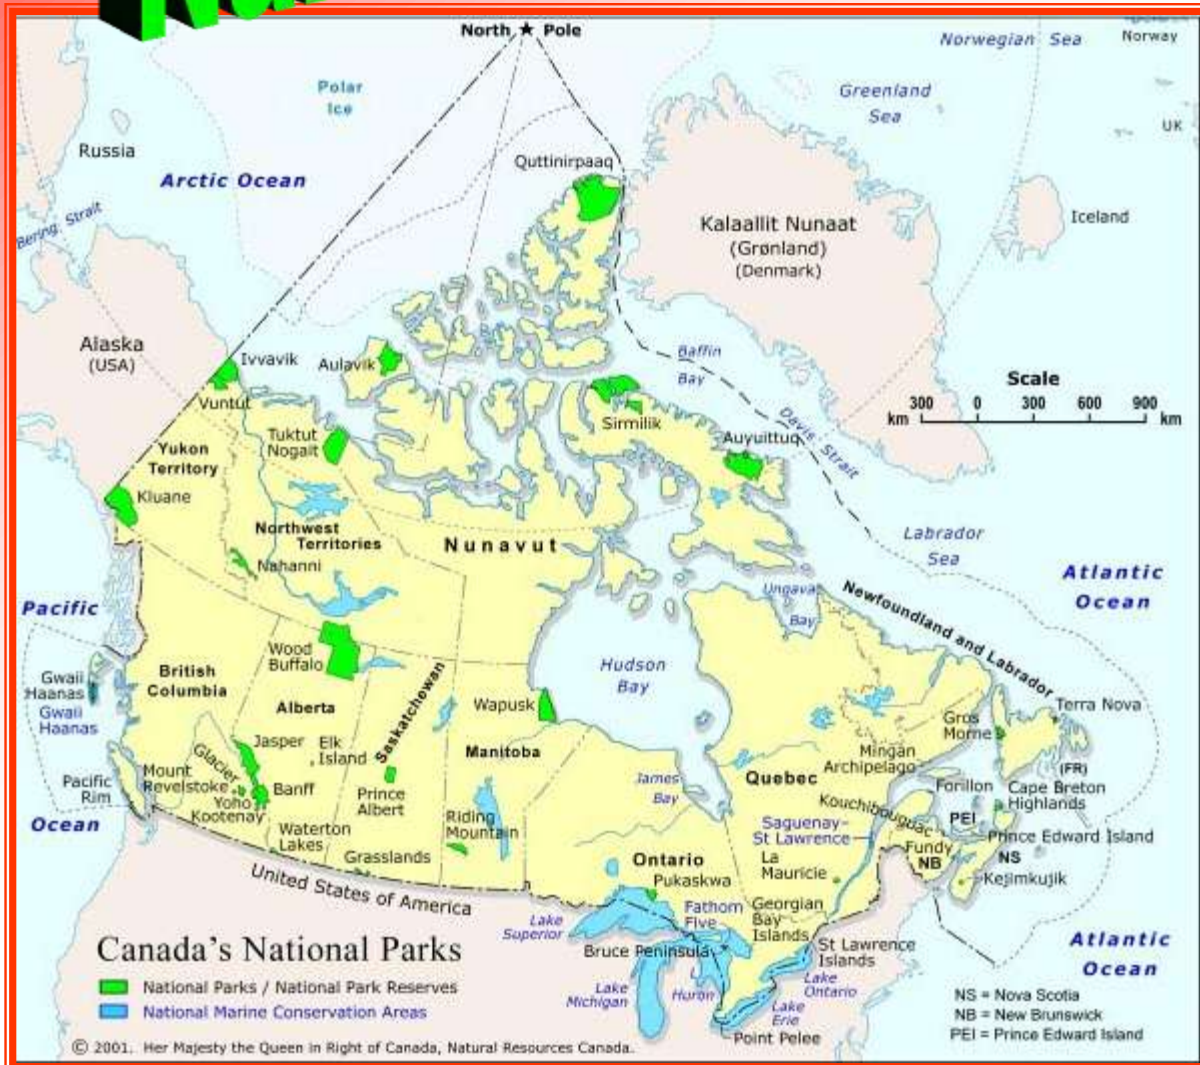 North ★ Pole
Norwegian Sea
Norway
Polar
Ice
Greenland
Sea
UK
Russia
Quttinirpaaq
Arctic Ocean
Bering Strait
Kalaallit Nunaat
(Grønland)
(Denmark)
Iceland
Alaska
(USA)
Ivvavik
Aulavik
Baffin
Bay
Scale
300 0 300 600 900
km km
Vuntut
Sirmilik
Davis Strait
Tuktut
Nogait
Auyuittuq
Yukon
Territory
Kluane
Northwest
Territories
Nunavut
Labrador
Sea
Nahanni
Atlantic
Ocean
Pacific
Ungava
Bay
Newfoundland and Labrador
Wood
Buffalo
British
Columbia
Hudson
Bay
Gwaii
Haanas
Gwaii
Haanas
Alberta
Saskatchewan
Wapusk
Terra Nova
Gros
Morne
Jasper
Elk
Island
Manitoba
Mingan
Archipelago
(FR)
Glacier
Mount
Revelstoke
Pacific
Rim
Banff
Yoho
Kootenay
Prince
Albert
James
Bay
Quebec
Forillon
Cape Breton
Highlands
Kouchibouguac
PEI
Riding
Mountain
Ocean
Saguenay-
St Lawrence
Prince Edward Island
Waterton
Lakes
Grasslands
Fundy
NB
NS
Ontario
La
Mauricie
Kejimkujik
United States of America
Pukaskwa
Fathom
Five
Georgian
Bay
Islands
Lake
Superior
Bruce Peninsula
St Lawrence
Islands
Canada's National Parks
Atlantic
Ocean
National Parks / National Park Reserves
National Marine Conservation Areas
Lake
Michigan
Huron
Lake
Ontario
Lake
Erie
NS = Nova Scotia
NB = New Brunswick
PEI = Prince Edward Island
Point Pelee
© 2001. Her Majesty the Queen in Right of Canada, Natural Resources Canada.